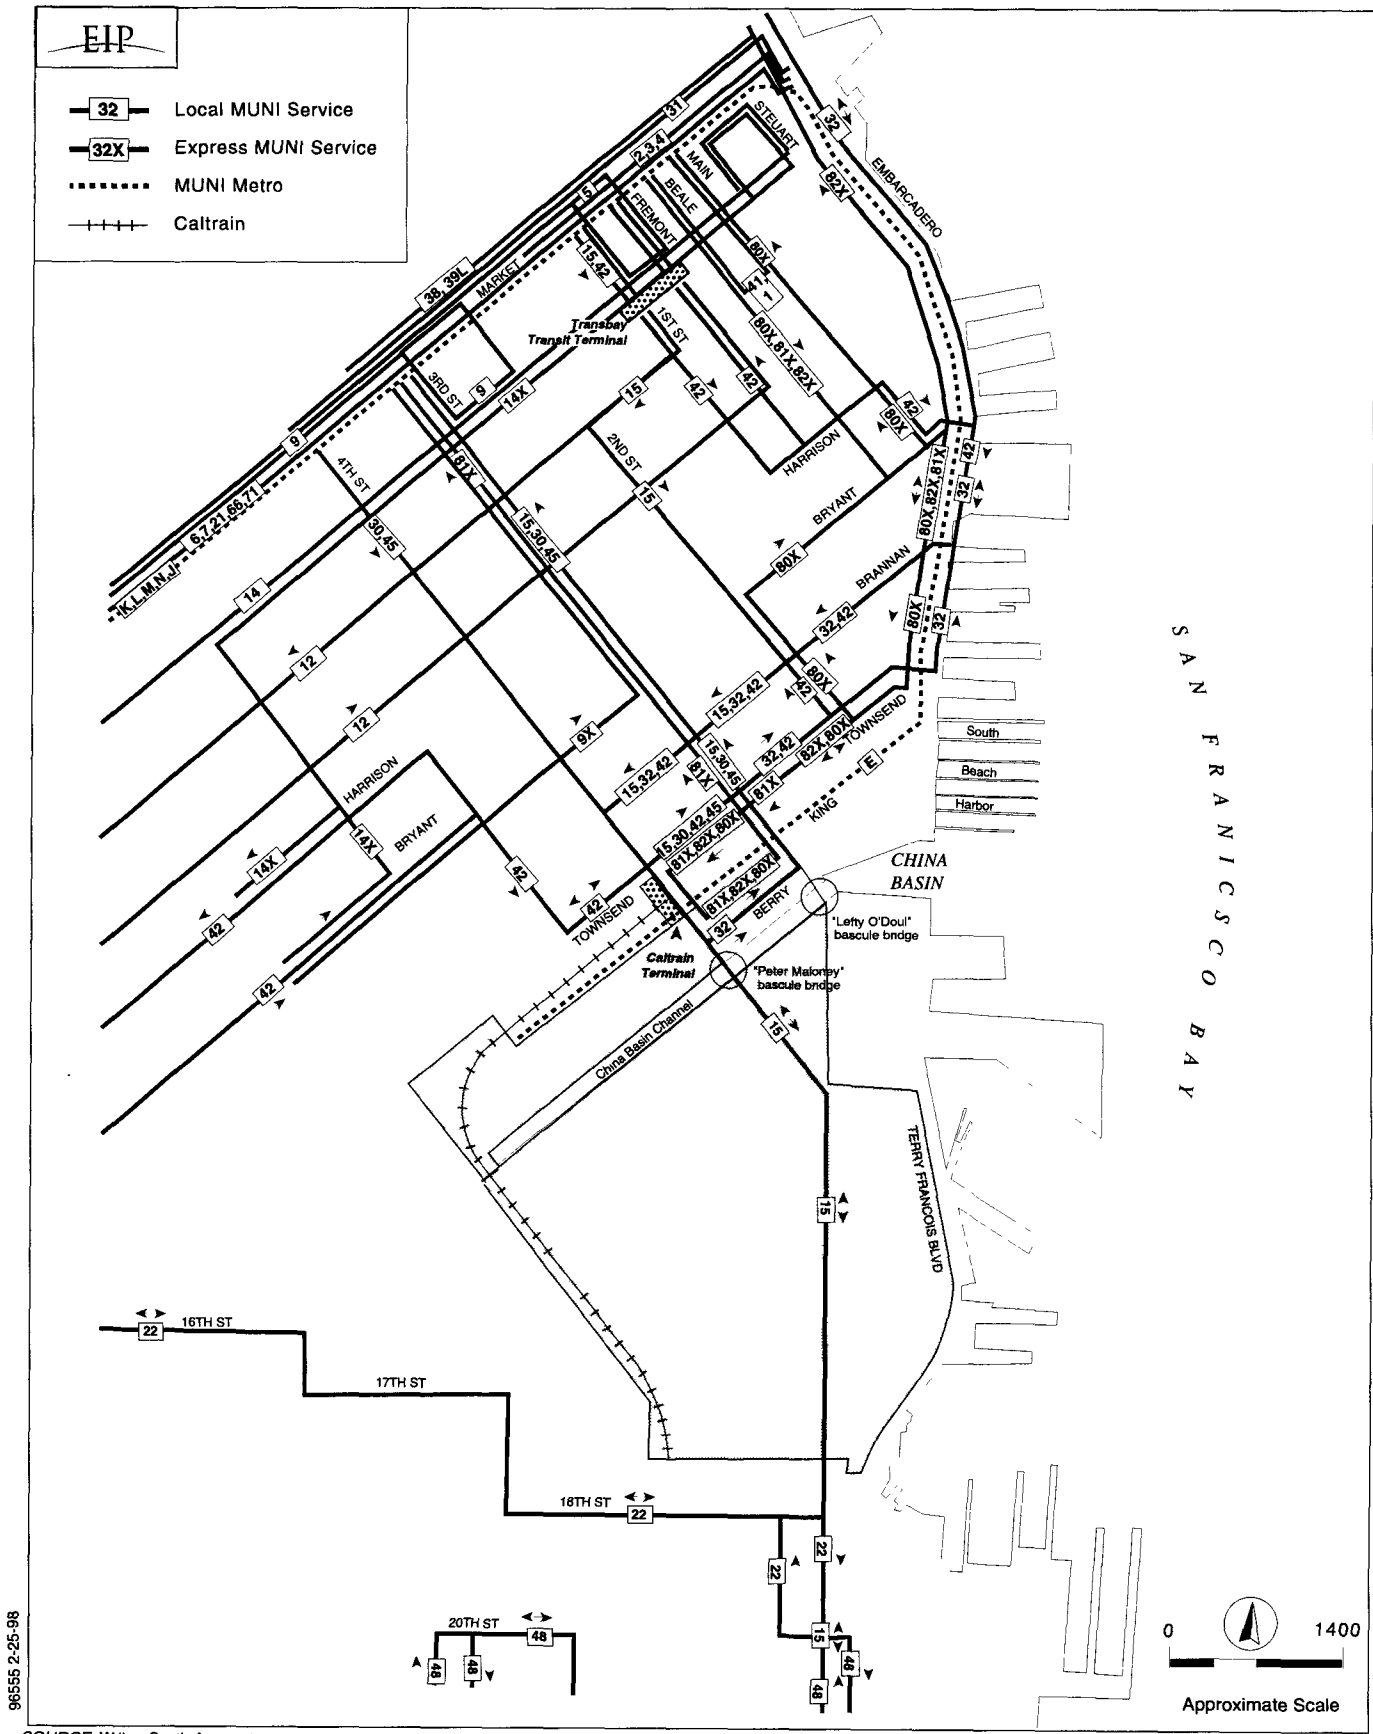 EIP
32 Local MUNI Service
32X Express MUNI Service
MUNI Metro
Caltrain
31
32
2,3,4
STEUART
MAIN
82X
EMBARCADERO
5
BEALE
FREMONT
15,42
80X
41,
1
38, 39L
MARKET
Transbay
Transit Terminal
1ST ST
80X,81X,82X
3RD ST
9
14X
15
42
42
42
80X
9
4TH ST
81X
2ND ST
HARRISON
42
80X,82X,81X
32
6,7,21,66,71
K,L,M,N,J
30,45
15,30,45
15
BRYANT
80X
BRANNAN
14
32,42
80X
32
12
80X
42
15,32,42
12
9X
15,30,45
81X
32,42
82X,80X
TOWNSEND
South
Beach
Harbor
E
15,32,42
81X
KING
HARRISON
BRYANT
14X
14X
15,30,42,45
81X,82X,80X
81X,82X,80X
BERRY
CHINA
BASIN
42
42
TOWNSEND
32
"Lefty O'Doul"
bascule bridge
42
Caltrain
Terminal
"Peter Maloney"
bascule bridge
42
15
China Basin Channel
SAN FRANICSCO BAY
TERRY FRANCOIS BLVD
15
22
16TH ST
17TH ST
18TH ST
22
22
22
20TH ST
48
48
48
15
48
48
0 1400
Approximate Scale
96555 2-25-98